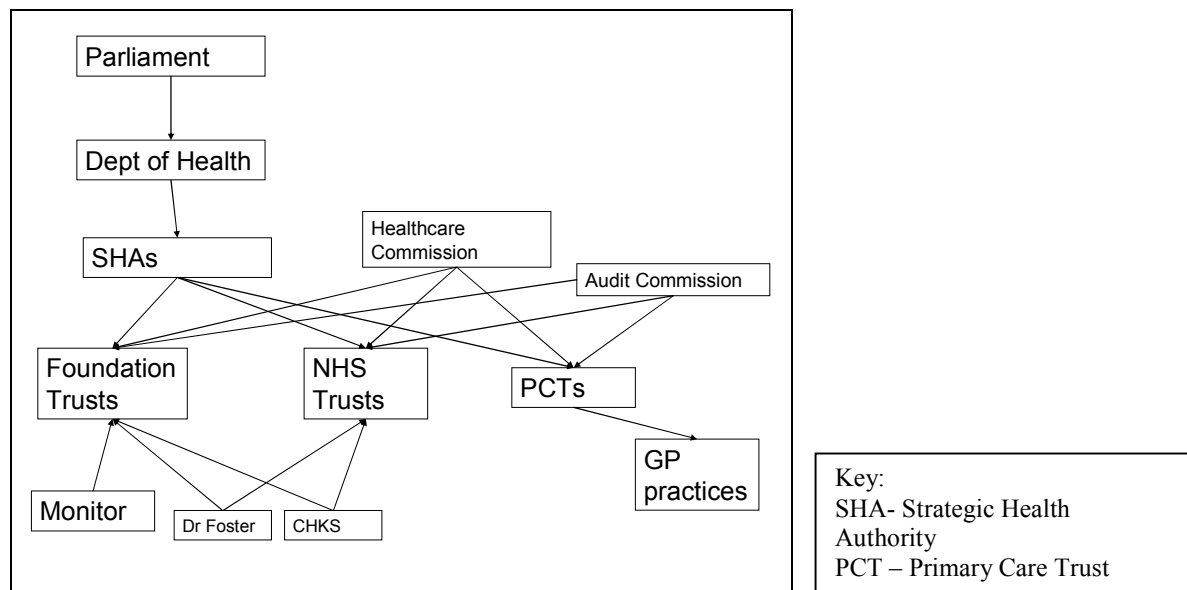 Parliament
Dept of Health
SHAs
Healthcare
Commission
Audit Commission
Foundation
Trusts
NHS
Trusts
PCTs
GP
practices
Monitor
Dr Foster
CHKS
Key:
SHA- Strategic Health
Authority
PCT – Primary Care Trust